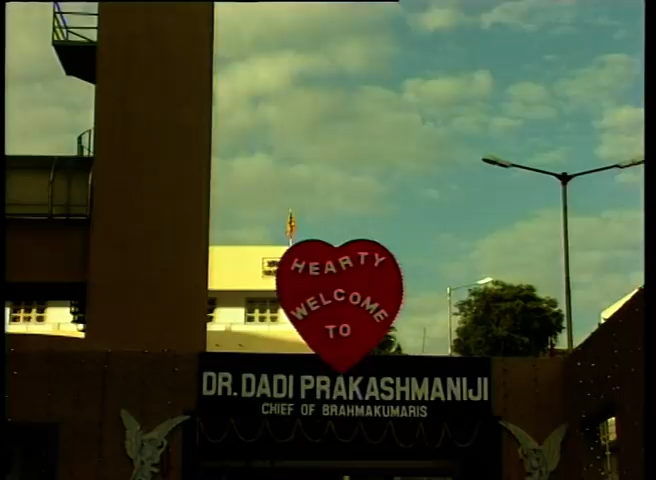 HEARTY
WELCOME
TO
DR. DADI PRAKASHMANIJI
CHIEF OF BRAHMAKUMARIS